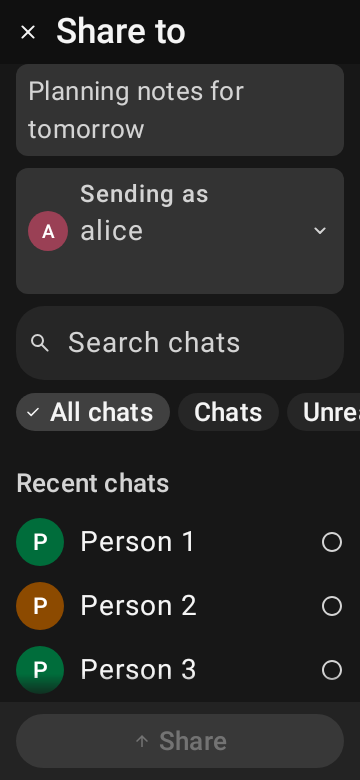 Share to
Planning notes for
tomorrow
Sending as
A
alice
Search chats
All chats
Chats
Unrea
Recent chats
P
Person 1
P
Person 2
P
Person 3
Share